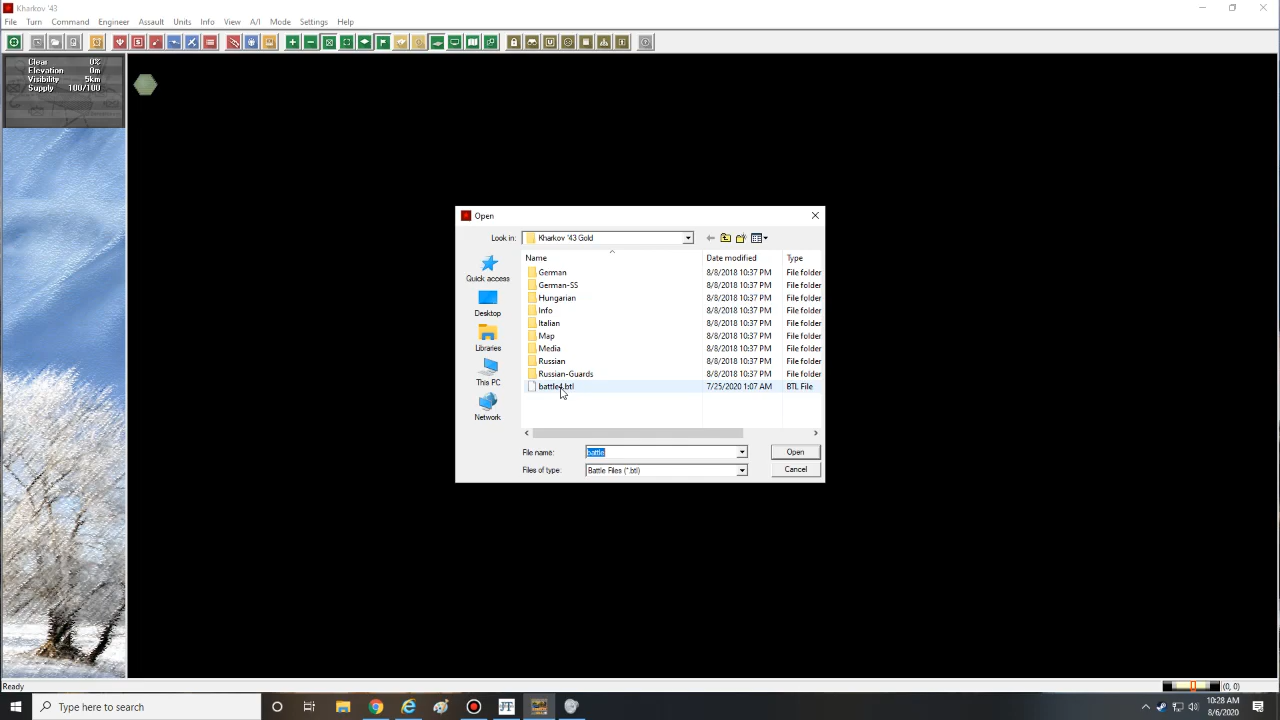 Kharkov '43
File Turn Command Engineer Assault Units Info View A/I Mode Settings Help
Clear 0%
Elevation 0m
Visibility 5km
Supply 100/100
Open
Look in: Kharkov '43 Gold
Name Date modified Type
German 8/8/2018 10:37 PM File folder
German-SS 8/8/2018 10:37 PM File folder
Hungarian 8/8/2018 10:37 PM File folder
Info 8/8/2018 10:37 PM File folder
Italian 8/8/2018 10:37 PM File folder
Map 8/8/2018 10:37 PM File folder
Media 8/8/2018 10:37 PM File folder
Russian 8/8/2018 10:37 PM File folder
Russian-Guards 8/8/2018 10:37 PM File folder
battle4.btl 7/25/2020 1:07 AM BTL File
Quick access
Desktop
Libraries
This PC
Network
File name: battle Open
Files of type: Battle Files (*.btl) Cancel
Ready (0, 0)
Type here to search
JT
10:28 AM
8/6/2020